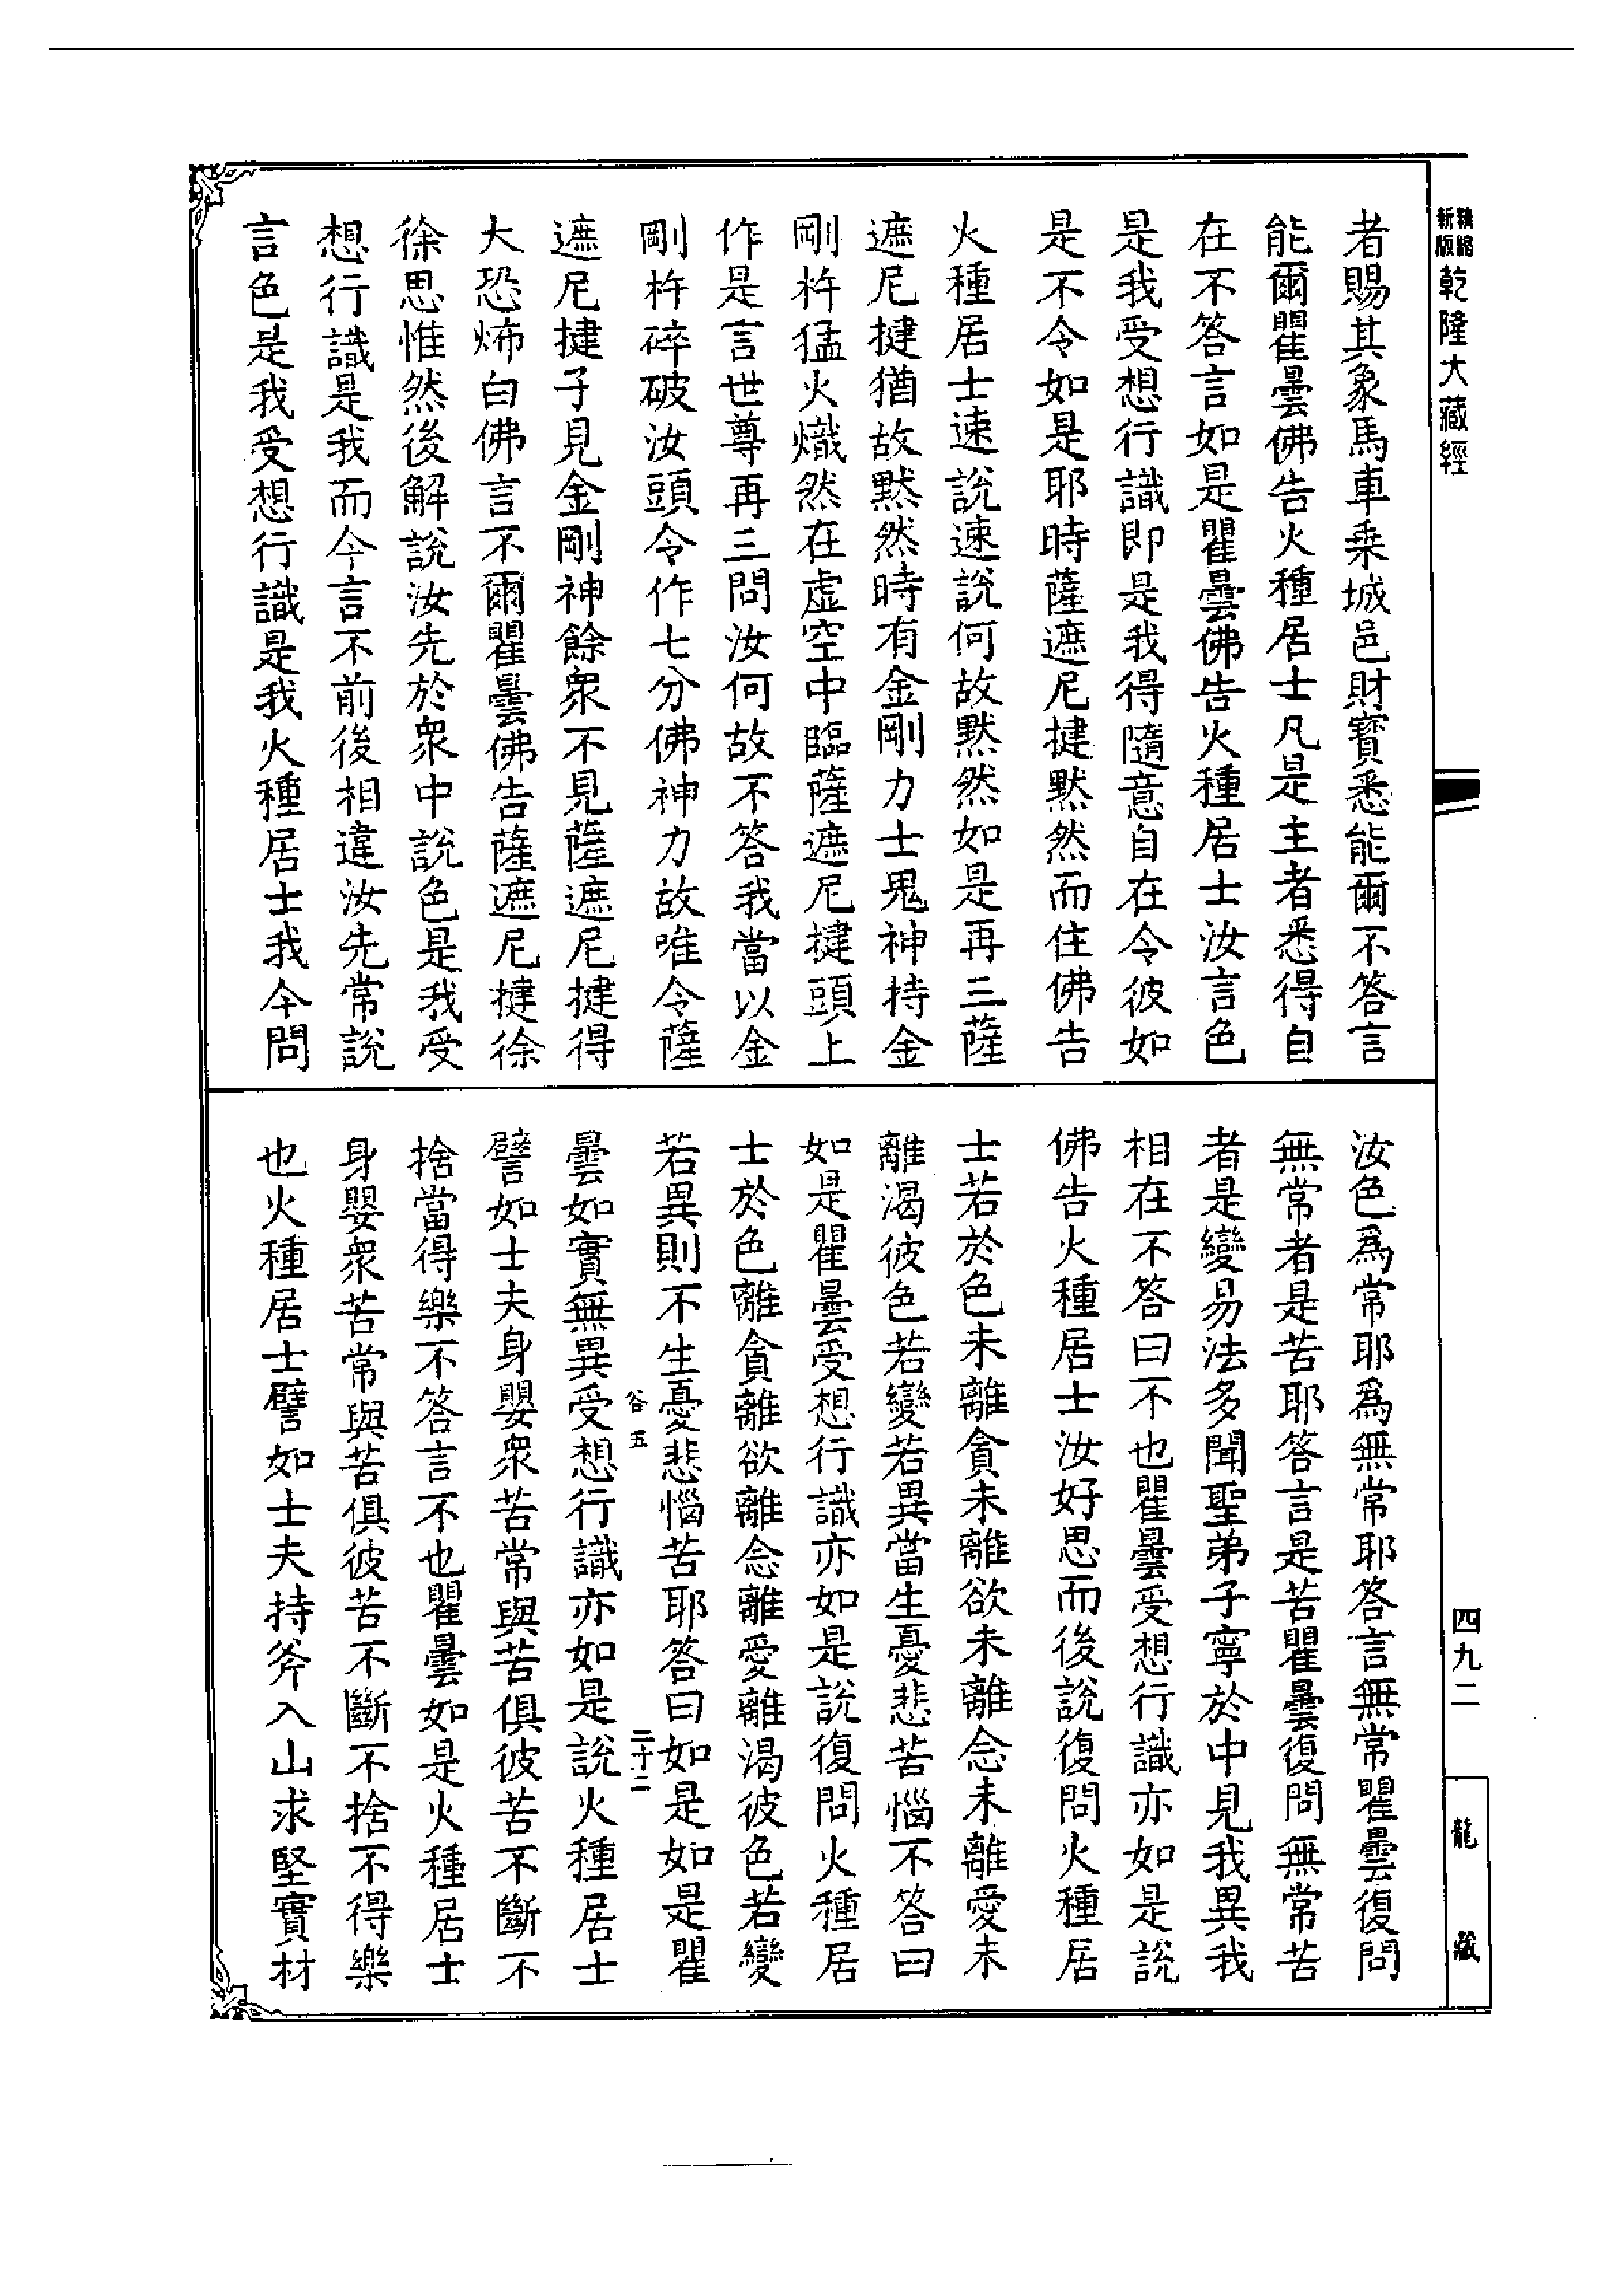 新版精縮乾隆大藏經
者賜其象馬車乘城邑財寶悉能爾不答言
能爾瞿曇佛告火種居士凡是主者悉得自
在不答言如是瞿曇佛告火種居士汝言色
是我受想行識即是我得隨意自在令彼如
是不令如是耶時薩遮尼揵黙然而住佛告
火種居士速說速說何故黙然如是再三薩
遮尼揵猶故黙然時有金剛力士鬼神持金
剛杵猛火熾然在虛空中臨薩遮尼揵頭上
作是言世尊再三問汝何故不答我當以金
剛杵碎破汝頭令作七分佛神力故唯令薩
遮尼揵子見金剛神餘衆不見薩遮尼揵得
大恐怖白佛言不爾瞿曇佛告薩遮尼揵徐
徐思惟然後解說汝先於衆中說色是我受
想行識是我而今言不前後相違汝先常說
言色是我受想行識是我火種居士我今問
汝色爲常耶爲無常耶答言無常瞿曇復問
無常者是苦耶答言是苦瞿曇復問無常苦
者是變易法多聞聖弟子寧於中見我異我
相在不答曰不也瞿曇受想行識亦如是說
佛告火種居士汝好思而後說復問火種居
士若於色未離貪未離欲未離念未離愛未
離渴彼色若變若異當生憂悲苦惱不答曰
如是瞿曇受想行識亦如是說復問火種居
士於色離貪離欲離念離愛離渴彼色若變
若異則不生憂悲惱苦耶答曰如是如是瞿
谷五
二十二
曇如實無異受想行識亦如是說火種居士
譬如士夫身嬰衆苦常與苦俱彼苦不斷不
捨當得樂不答言不也瞿曇如是火種居士
身嬰衆苦常與苦俱彼苦不斷不捨不得樂
也火種居士譬如士夫持斧入山求堅實材
四九二
龍藏